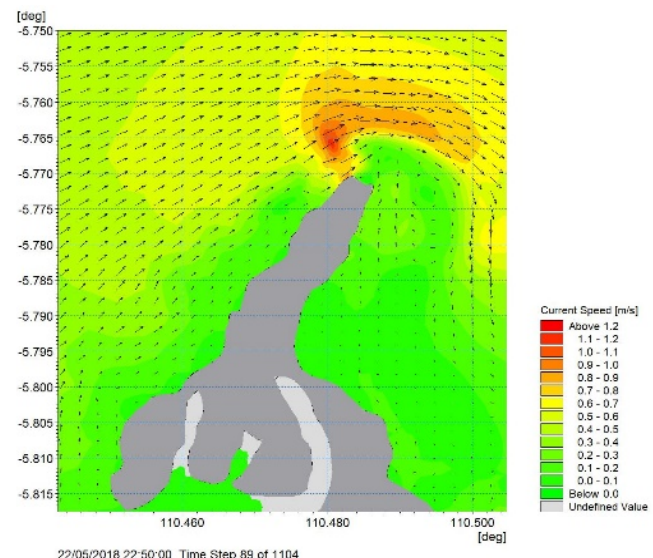 [deg]
-5.750
-5.755
-5.760
-5.765
-5.770
-5.775
-5.780
-5.785
-5.790
-5.795
-5.800
-5.805
-5.810
-5.815
110.460 110.480 110.500
[deg]
22/05/2018 22:50:00 Time Step 89 of 1104
Current Speed [m/s]
Above 1.2
1.1 - 1.2
1.0 - 1.1
0.9 - 1.0
0.8 - 0.9
0.7 - 0.8
0.6 - 0.7
0.5 - 0.6
0.4 - 0.5
0.3 - 0.4
0.2 - 0.3
0.1 - 0.2
0.0 - 0.1
Below 0.0
Undefined Value